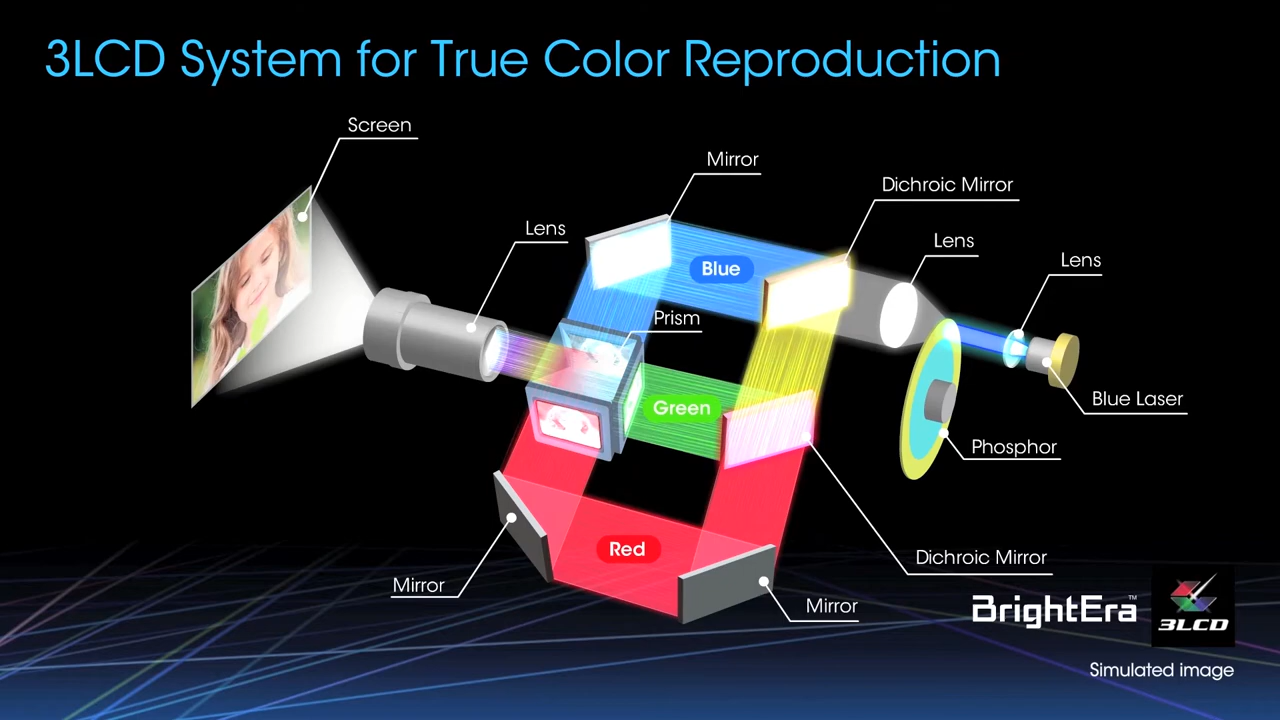 3LCD System for True Color Reproduction
Screen
Mirror
Dichroic Mirror
Lens
Lens
Lens
Blue
Prism
Blue Laser
Green
Phosphor
Red
Dichroic Mirror
Mirror
Mirror
BrightEra™
3LCD
Simulated image